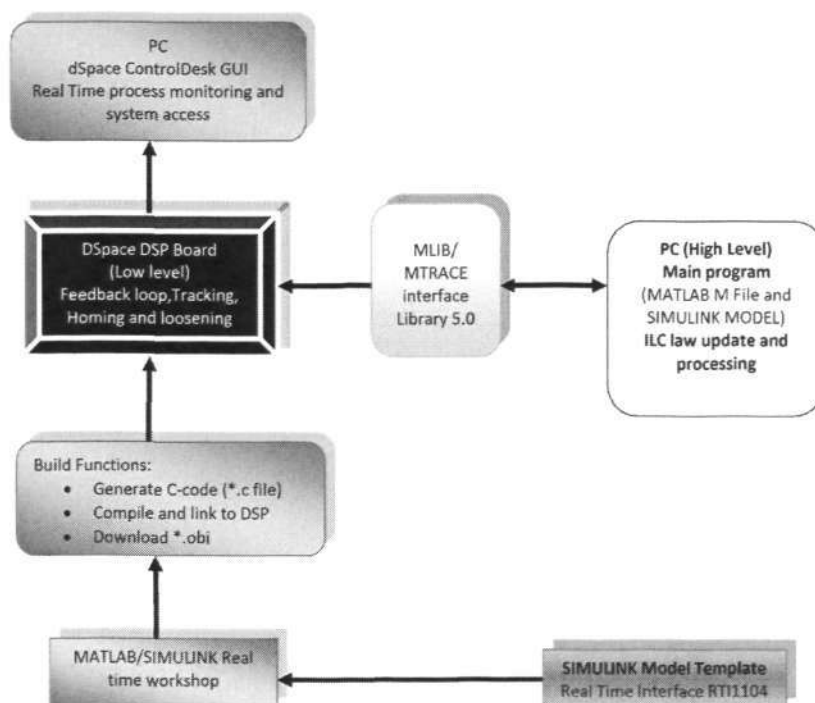 PC
dSpace ControlDesk GUI
Real Time process monitoring and
system access
DSpace DSP Board
(Low level)
Feedback loop,Tracking,
Homing and loosening
MLIB/
MTRACE
interface
Library 5.0
PC (High Level)
Main program
(MATLAB M File and
SIMULINK MODEL)
ILC law update and
processing
Build Functions:
• Generate C-code (*.c file)
• Compile and link to DSP
• Download *.obi
MATLAB/SIMULINK Real
time workshop
SIMULINK Model Template
Real Time Interface RTI1104